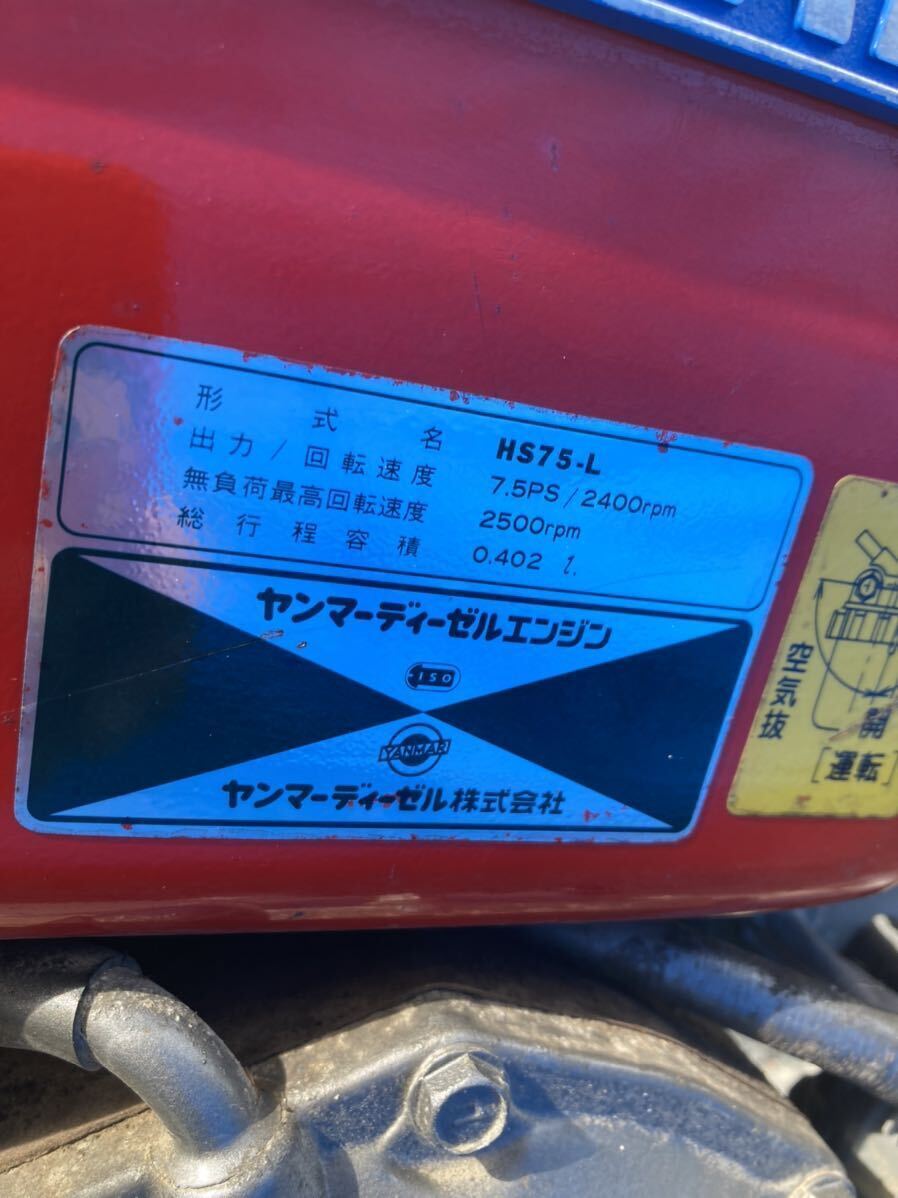 形式名 HS75-L
出力/回転速度 7.5PS/2400rpm
無負荷最高回転速度 2500rpm
総行程容積 0.402 l.
ヤンマーディーゼルエンジン
ISO
YANMAR
ヤンマーディーゼル株式会社
空気抜
開
[運転]